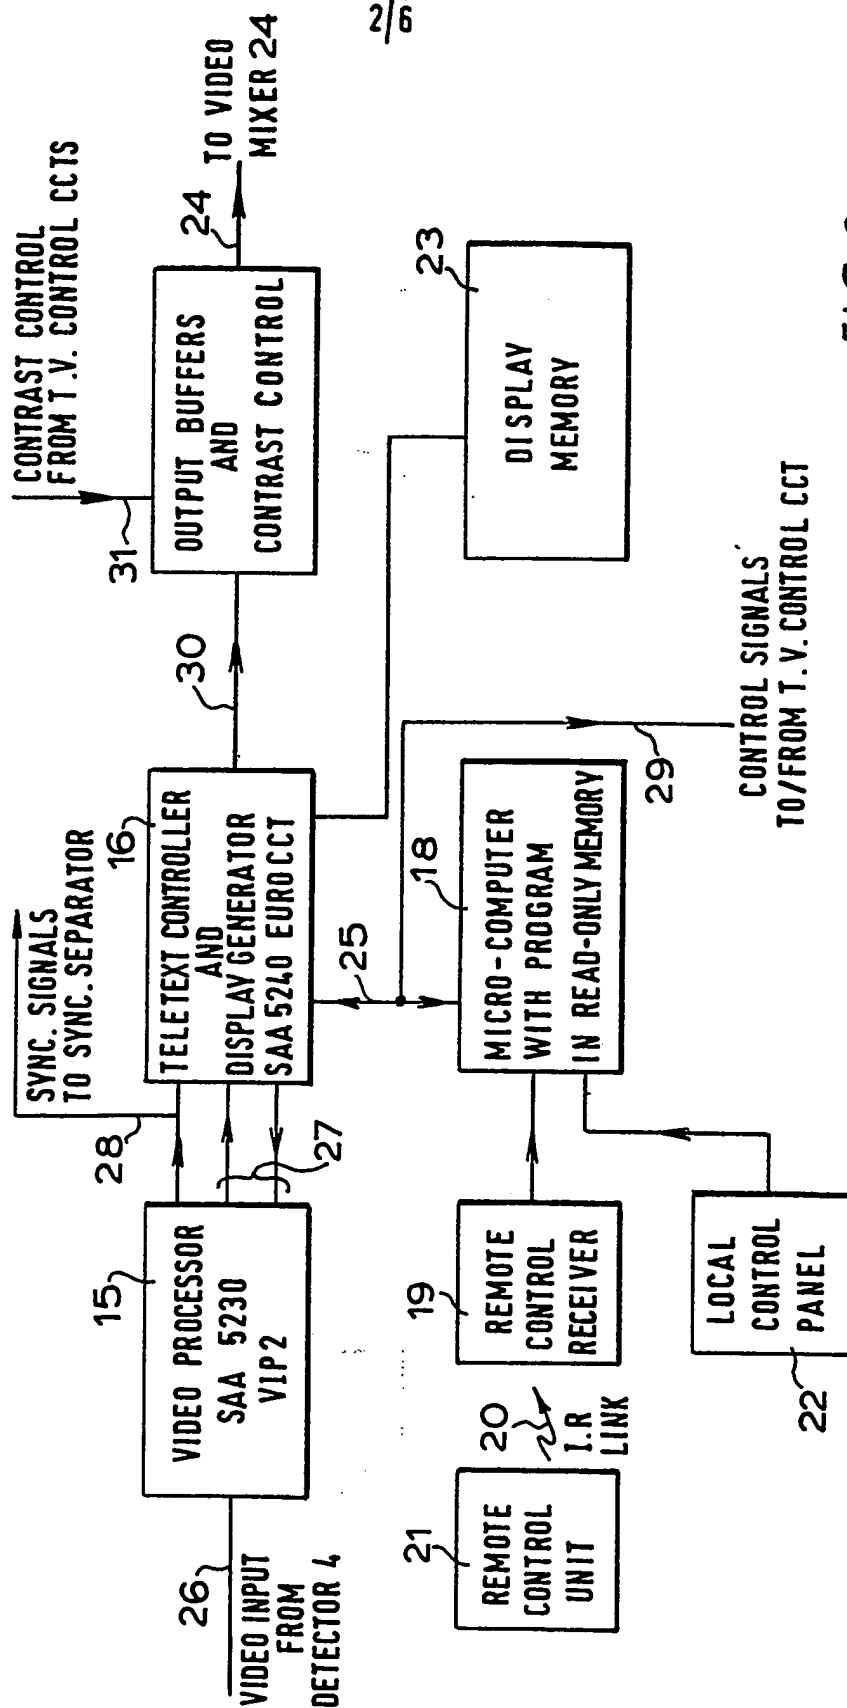 2/6
CONTRAST CONTROL
FROM T.V. CONTROL CCTS
31
OUTPUT BUFFERS
AND
CONTRAST CONTROL
24
TO VIDEO
MIXER 24
SYNC. SIGNALS
TO SYNC. SEPARATOR
28
16
TELETEXT CONTROLLER
AND
DISPLAY GENERATOR
SAA 5240 EURO CCT
30
15
VIDEO PROCESSOR
SAA 5230
VIP2
27
26
VIDEO INPUT
FROM
DETECTOR 4
25
23
DISPLAY
MEMORY
18
MICRO-COMPUTER
WITH PROGRAM
IN READ-ONLY MEMORY
29
CONTROL SIGNALS
TO/FROM T.V. CONTROL CCT
19
REMOTE
CONTROL
RECEIVER
20
I.R
LINK
21
REMOTE
CONTROL
UNIT
LOCAL
CONTROL
PANEL
22